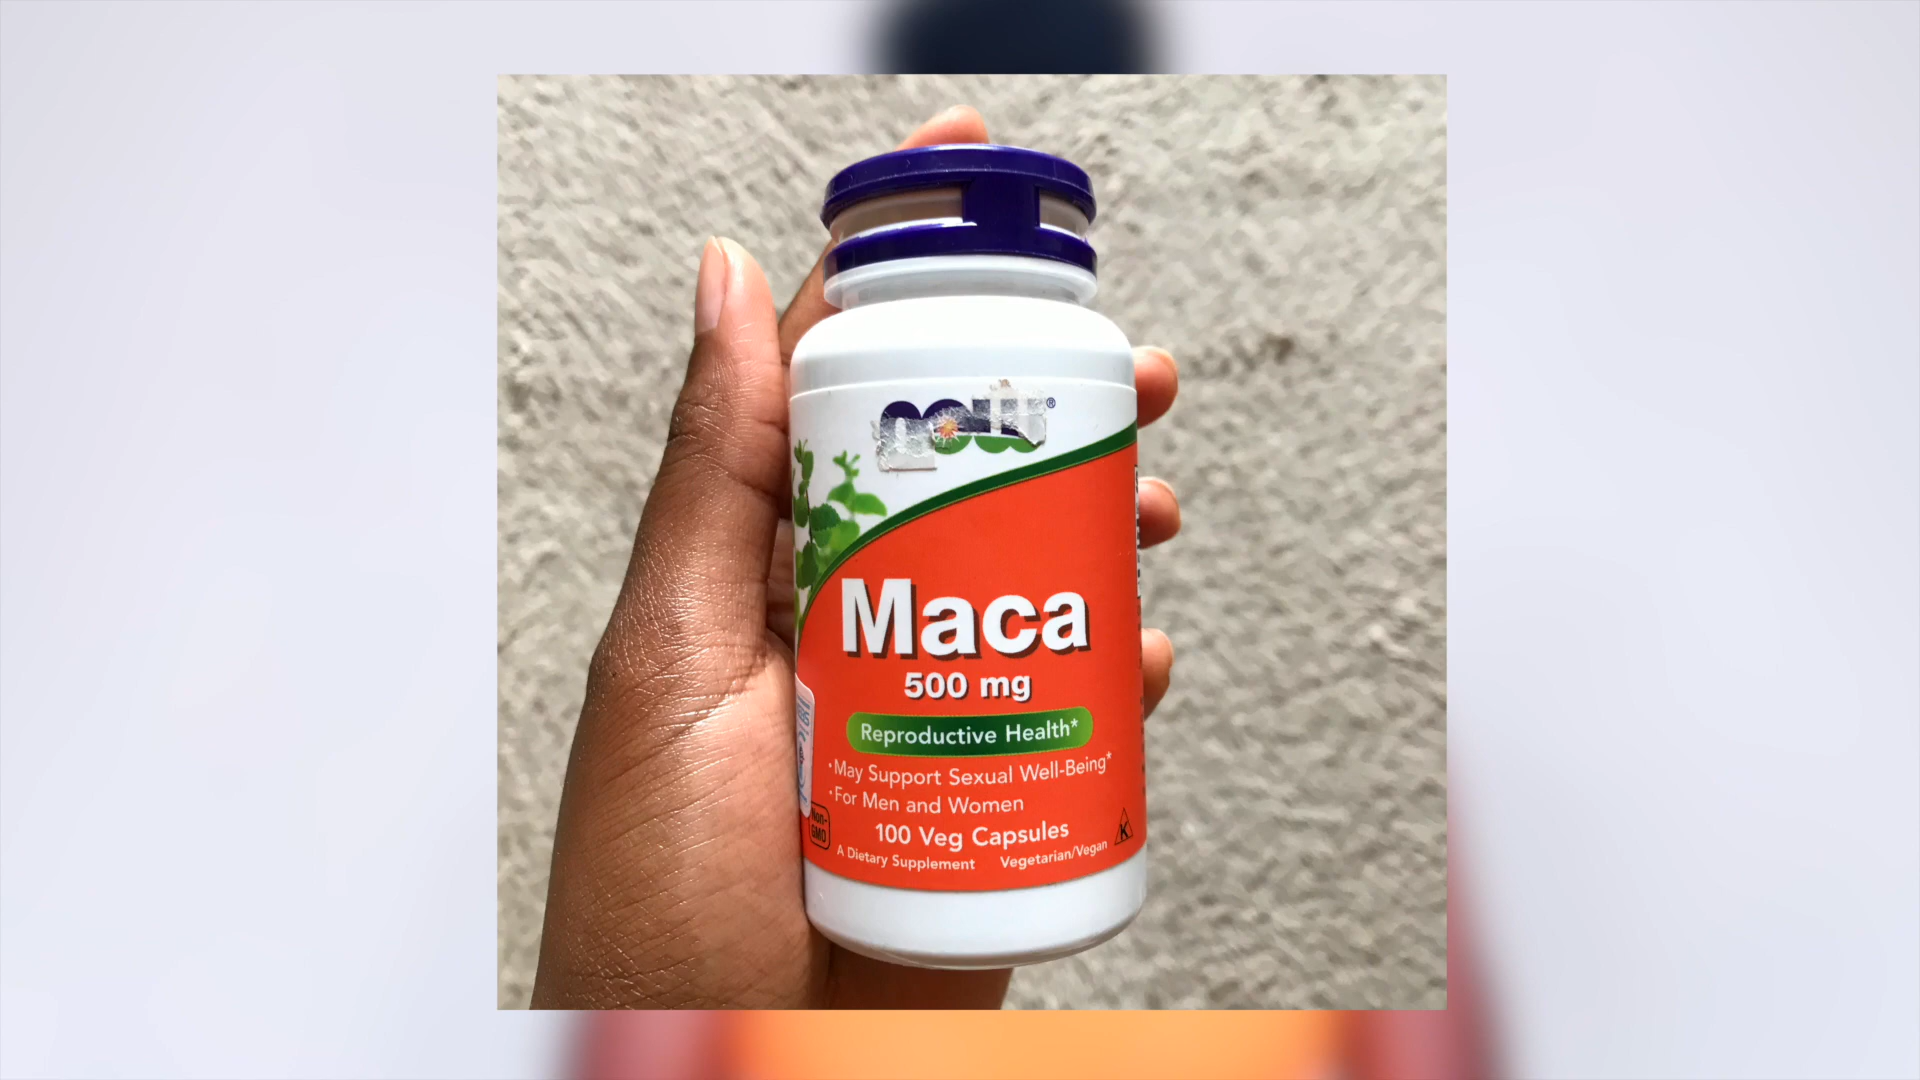 NOW®
Maca
500 mg
Reproductive Health*
•May Support Sexual Well-Being*
•For Men and Women
Non-
GMO
100 Veg Capsules
K
A Dietary Supplement Vegetarian/Vegan